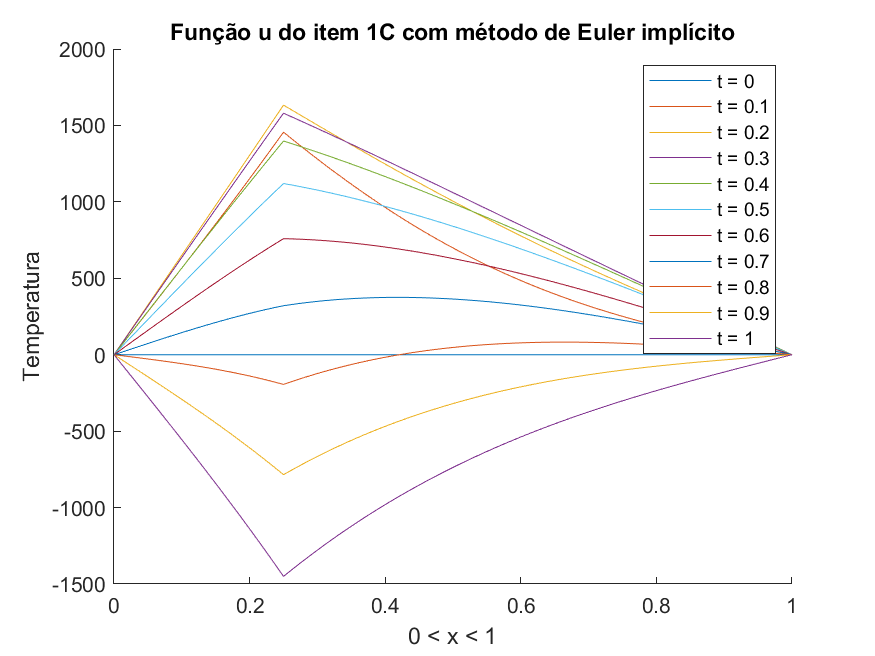 Função u do item 1C com método de Euler implícito
2000
1500
1000
500
0
-500
-1000
-1500
Temperatura
t = 0
t = 0.1
t = 0.2
t = 0.3
t = 0.4
t = 0.5
t = 0.6
t = 0.7
t = 0.8
t = 0.9
t = 1
0 0.2 0.4 0.6 0.8 1
0 < x < 1